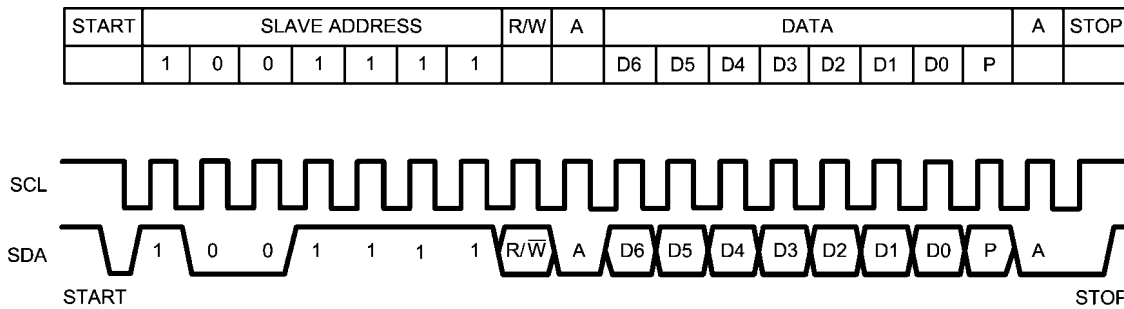 START SLAVE ADDRESS R/W A DATA A STOP
1 0 0 1 1 1 1 D6 D5 D4 D3 D2 D1 D0 P
SCL
SDA 1 0 0 1 1 1 1 R/W̅ A D6 D5 D4 D3 D2 D1 D0 P A
START STOP